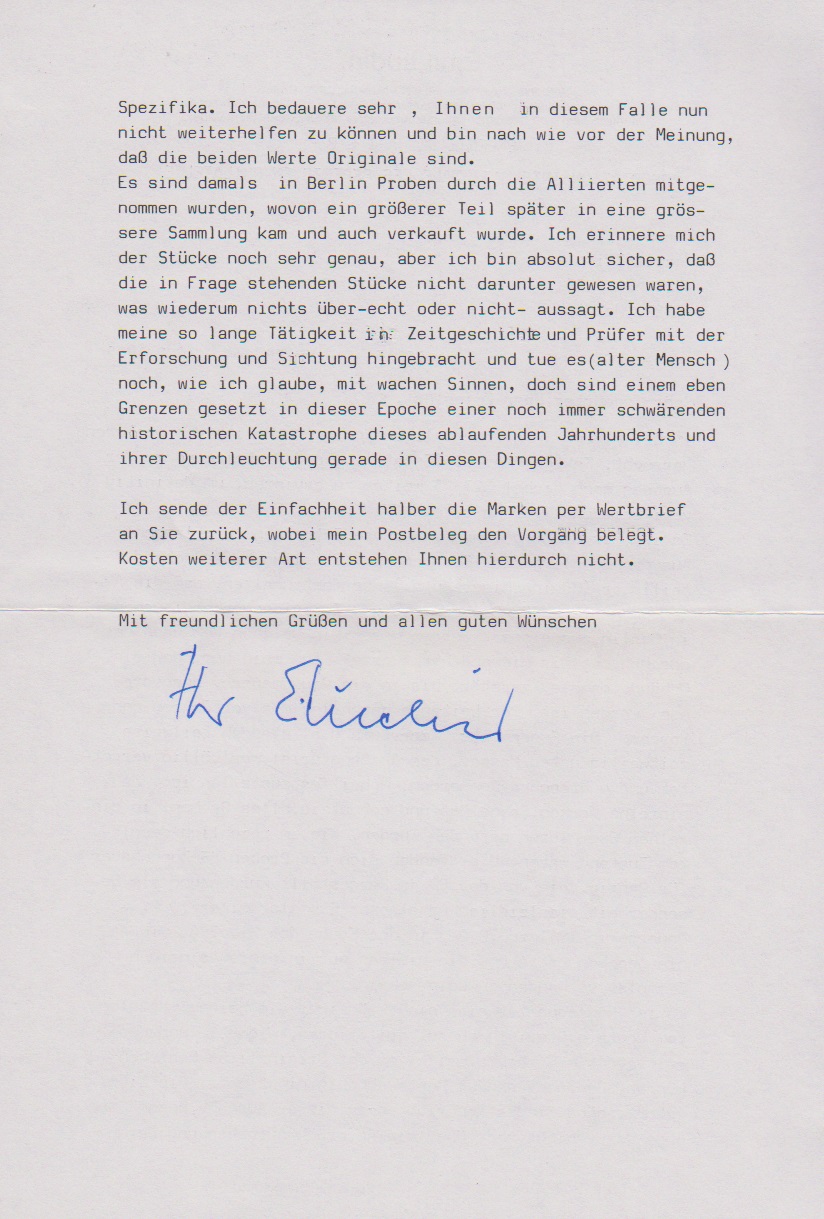 Spezifika. Ich bedauere sehr , Ihnen in diesem Falle nun
nicht weiterhelfen zu können und bin nach wie vor der Meinung,
daß die beiden Werte Originale sind.
Es sind damals in Berlin Proben durch die Alliierten mitge-
nommen wurden, wovon ein größerer Teil später in eine grös-
sere Sammlung kam und auch verkauft wurde. Ich erinnere mich
der Stücke noch sehr genau, aber ich bin absolut sicher, daß
die in Frage stehenden Stücke nicht darunter gewesen waren,
was wiederum nichts über-echt oder nicht- aussagt. Ich habe
meine so lange Tätigkeit in Zeitgeschichte und Prüfer mit der
Erforschung und Sichtung hingebracht und tue es(alter Mensch )
noch, wie ich glaube, mit wachen Sinnen, doch sind einem eben
Grenzen gesetzt in dieser Epoche einer noch immer schwärenden
historischen Katastrophe dieses ablaufenden Jahrhunderts und
ihrer Durchleuchtung gerade in diesen Dingen.
Ich sende der Einfachheit halber die Marken per Wertbrief
an Sie zurück, wobei mein Postbeleg den Vorgang belegt.
Kosten weiterer Art entstehen Ihnen hierdurch nicht.
Mit freundlichen Grüßen und allen guten Wünschen
Ihr